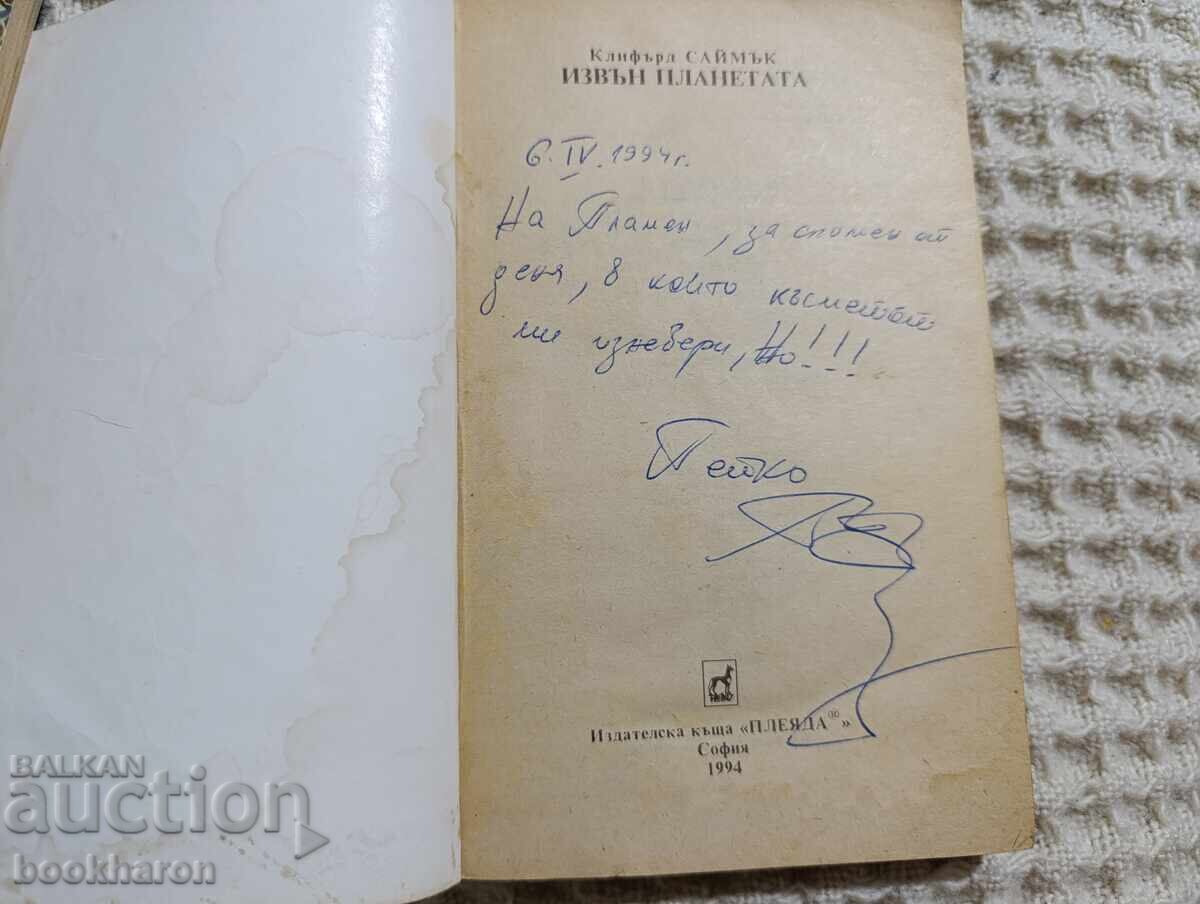 Клифърд САЙМЪК
ИЗВЪН ПЛАНЕТАТА
6.IV.1994г.
На Пламен, за спомен от
деня, в който късметът
ми изневери, Но!!!
Петко
Издателска къща «ПЛЕЯДА®»
София
1994
BALKAN
auction
bookharon